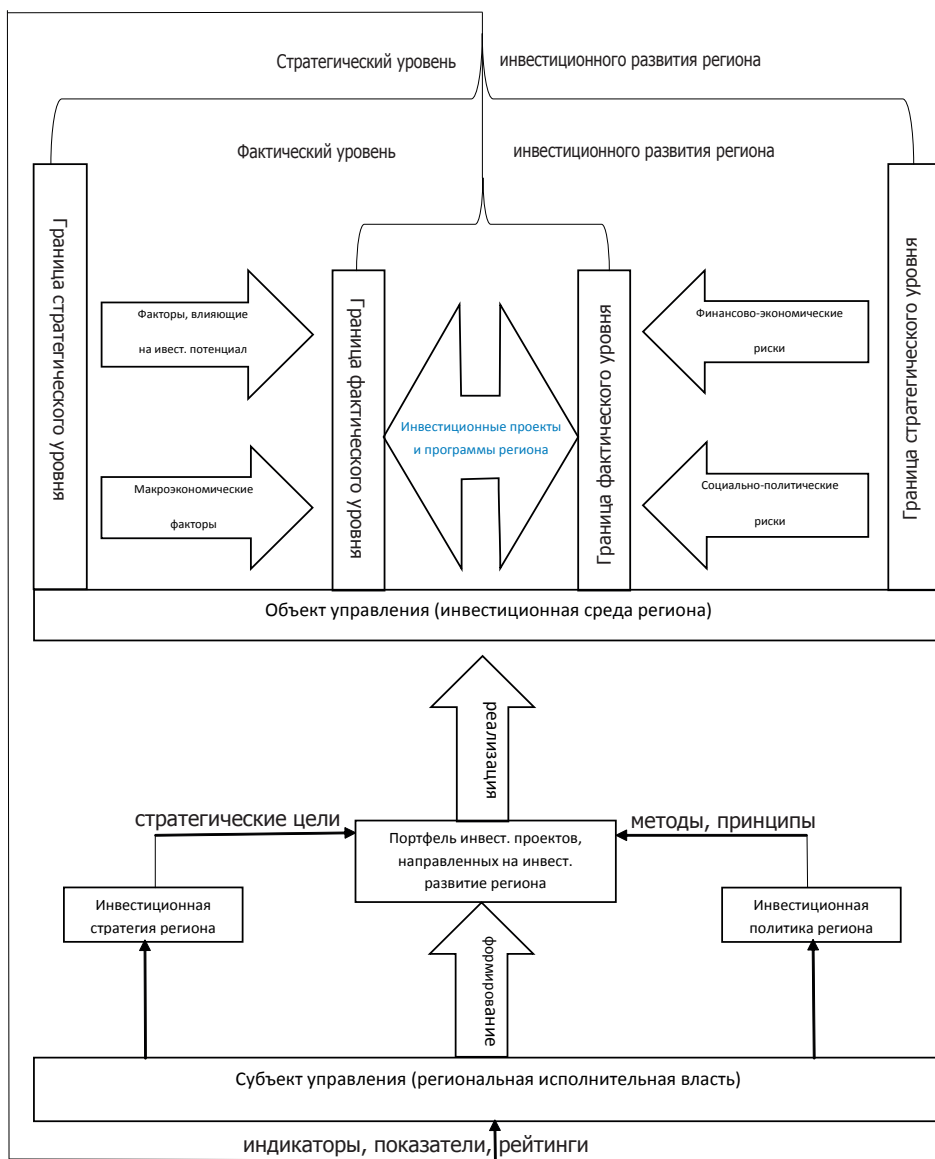 Стратегический уровень инвестиционного развития региона
Фактический уровень инвестиционного развития региона
Граница стратегического уровня
Факторы, влияющие
на ивест. потенциал
Макроэкономические
факторы
Граница фактического уровня
Инвестиционные проекты
и программы региона
Граница фактического уровня
Финансово-экономические
риски
Социально-политические
риски
Граница стратегического уровня
Объект управления (инвестиционная среда региона)
реализация
стратегические цели
методы, принципы
Портфель инвест. проектов,
направленных на инвест.
развитие региона
Инвестиционная
стратегия региона
Инвестиционная
политика региона
формирование
Субъект управления (региональная исполнительная власть)
индикаторы, показатели, рейтинги